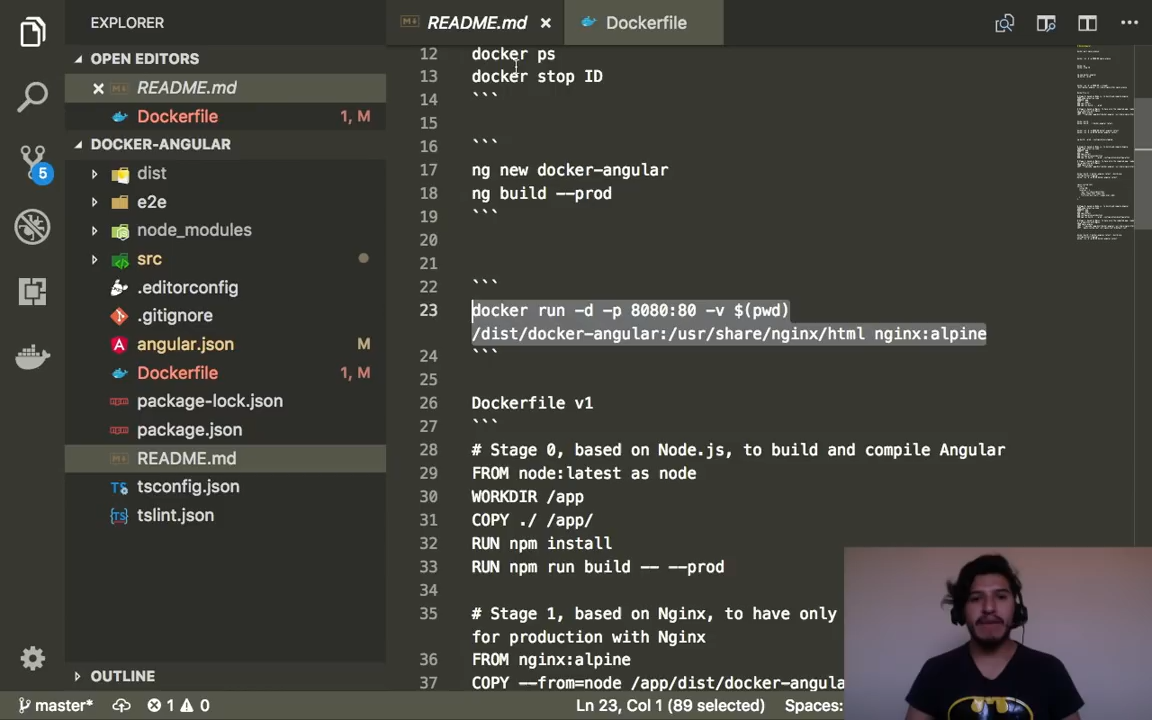 EXPLORER
OPEN EDITORS
README.md
Dockerfile 1, M
DOCKER-ANGULAR
dist
e2e
node_modules
src
.editorconfig
.gitignore
angular.json M
Dockerfile 1, M
package-lock.json
package.json
README.md
tsconfig.json
tslint.json
OUTLINE
5
README.md
Dockerfile
12 docker ps
13 docker stop ID
14 ```
15
16 ```
17 ng new docker-angular
18 ng build --prod
19 ```
20
21
22 ```
23 docker run -d -p 8080:80 -v $(pwd)
/dist/docker-angular:/usr/share/nginx/html nginx:alpine
24 ```
25
26 Dockerfile v1
27 ```
28 # Stage 0, based on Node.js, to build and compile Angular
29 FROM node:latest as node
30 WORKDIR /app
31 COPY ./ /app/
32 RUN npm install
33 RUN npm run build -- --prod
34
35 # Stage 1, based on Nginx, to have only
for production with Nginx
36 FROM nginx:alpine
37 COPY --from=node /app/dist/docker-angula
master* 1 0 Ln 23, Col 1 (89 selected) Spaces: